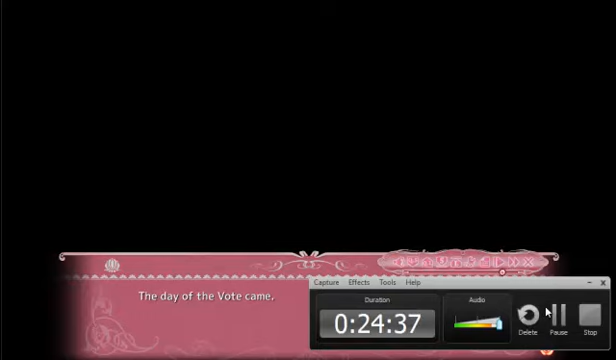 Capture Effects Tools Help
The day of the Vote came.
Duration
Audio
0:24:37
Delete Pause Stop